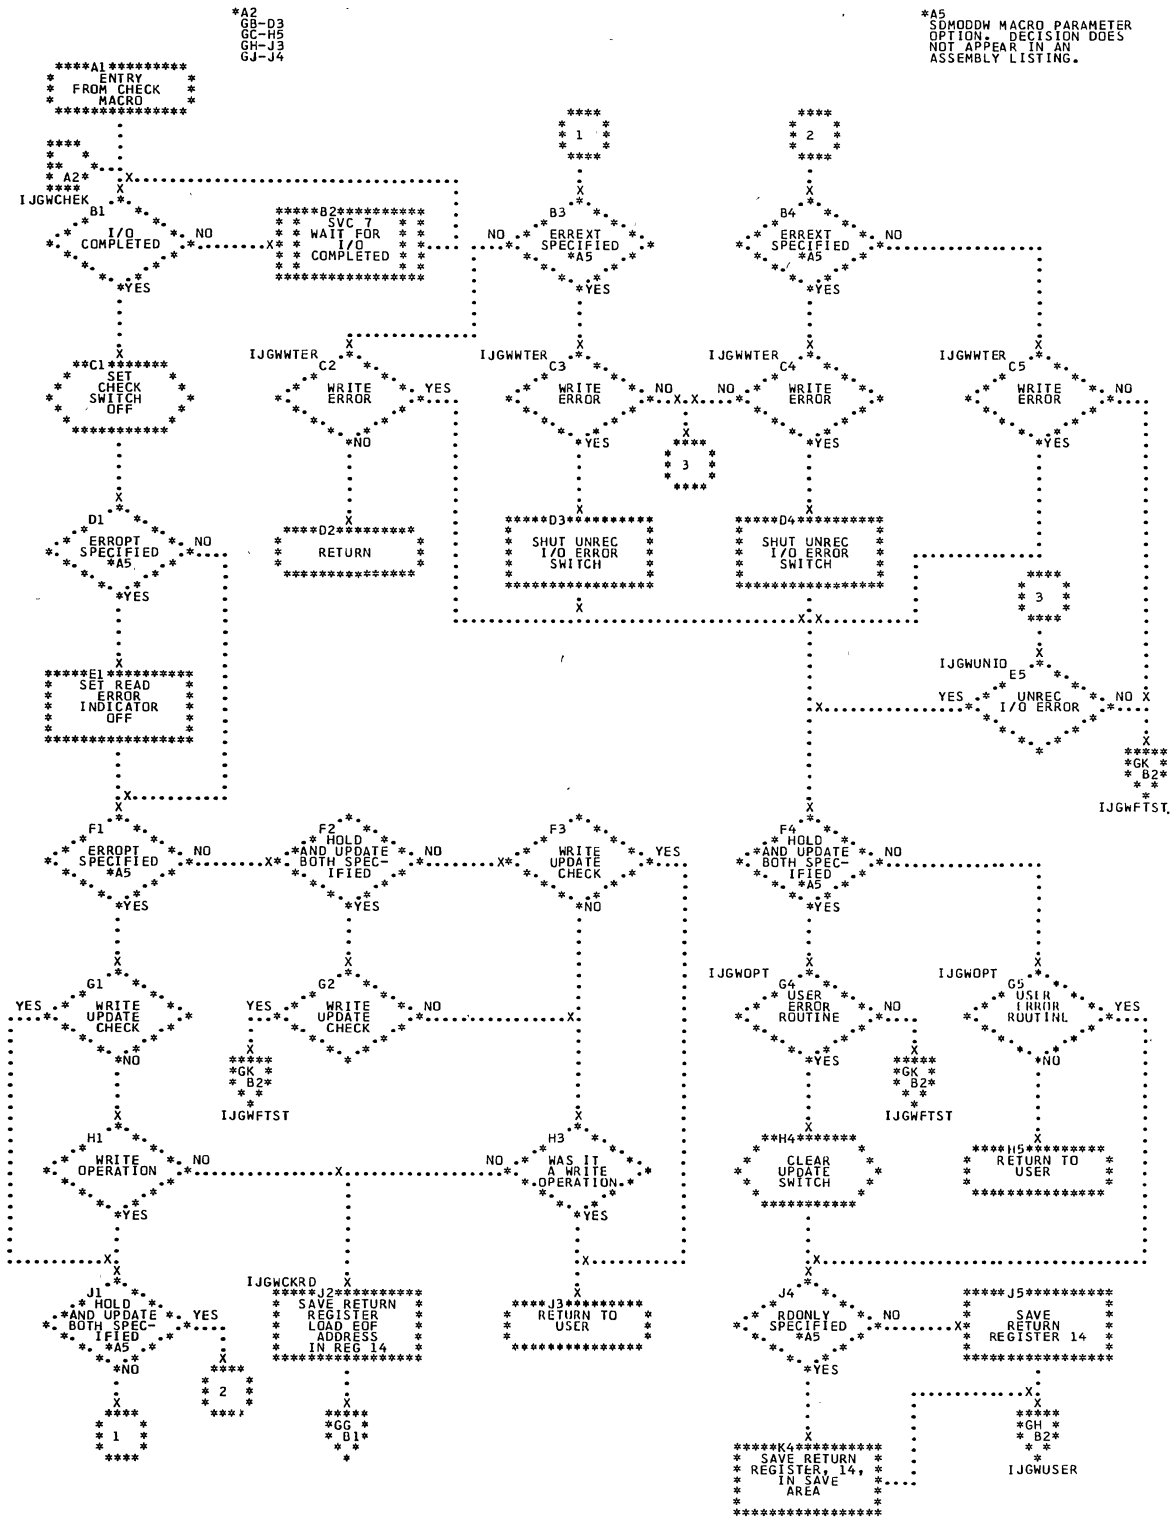 *A2
GB-D3
GC-H5
GH-J3
GJ-J4
*A5
SDMODDW MACRO PARAMETER
OPTION. DECISION DOES
NOT APPEAR IN AN
ASSEMBLY LISTING.
****A1*********
ENTRY
FROM CHECK
MACRO
1
2
A2*
IJGWCHEK
B1
I/O
COMPLETED
NO
YES
*****B2**********
SVC 7
WAIT FOR
I/O
COMPLETED
B3
ERREXT
SPECIFIED
*A5
NO
YES
B4
ERREXT
SPECIFIED
*A5
NO
YES
**C1*******
SET
CHECK
SWITCH
OFF
IJGWWTER
C2
WRITE
ERROR
YES
NO
IJGWWTER
C3
WRITE
ERROR
NO
YES
3
IJGWWTER
C4
WRITE
ERROR
NO
YES
IJGWWTER
C5
WRITE
ERROR
NO
YES
D1
ERROPT
SPECIFIED
*A5
NO
YES
****D2*********
RETURN
*****D3**********
SHUT UNREC
I/O ERROR
SWITCH
*****D4**********
SHUT UNREC
I/O ERROR
SWITCH
3
*****E1**********
SET READ
ERROR
INDICATOR
OFF
IJGWUNIO
E5
UNREC
I/O ERROR
YES
NO
*GK *
* B2*
IJGWFTST
F1
ERROPT
SPECIFIED
*A5
NO
YES
F2
HOLD
*AND UPDATE
BOTH SPEC-
IFIED
NO
YES
F3
WRITE
UPDATE
CHECK
YES
NO
F4
HOLD
*AND UPDATE
BOTH SPEC-
IFIED
*A5
NO
YES
G1
WRITE
UPDATE
CHECK
YES
NO
G2
WRITE
UPDATE
CHECK
YES
NO
*GK *
* B2*
IJGWFTST
IJGWOPT
G4
USER
ERROR
ROUTINE
NO
YES
*GK *
* B2*
IJGWFTST
IJGWOPT
G5
USER
YES
NO
H1
WRITE
OPERATION
NO
YES
H3
WAS IT
A WRITE
OPERATION
NO
YES
**H4*******
CLEAR
UPDATE
SWITCH
****H5*********
RETURN TO
USER
J1
HOLD
*AND UPDATE
BOTH SPEC-
IFIED
*A5
YES
NO
2
1
IJGWCKRD
*****J2**********
SAVE RETURN
REGISTER
LOAD EOF
ADDRESS
IN REG 14
*GG *
* B1*
****J3*********
RETURN TO
USER
J4
RDONLY
SPECIFIED
*A5
NO
YES
*****J5**********
SAVE
RETURN
REGISTER 14
*GH *
* B2*
IJGWUSER
*****K4**********
SAVE RETURN
REGISTER, 14,
IN SAVE
AREA